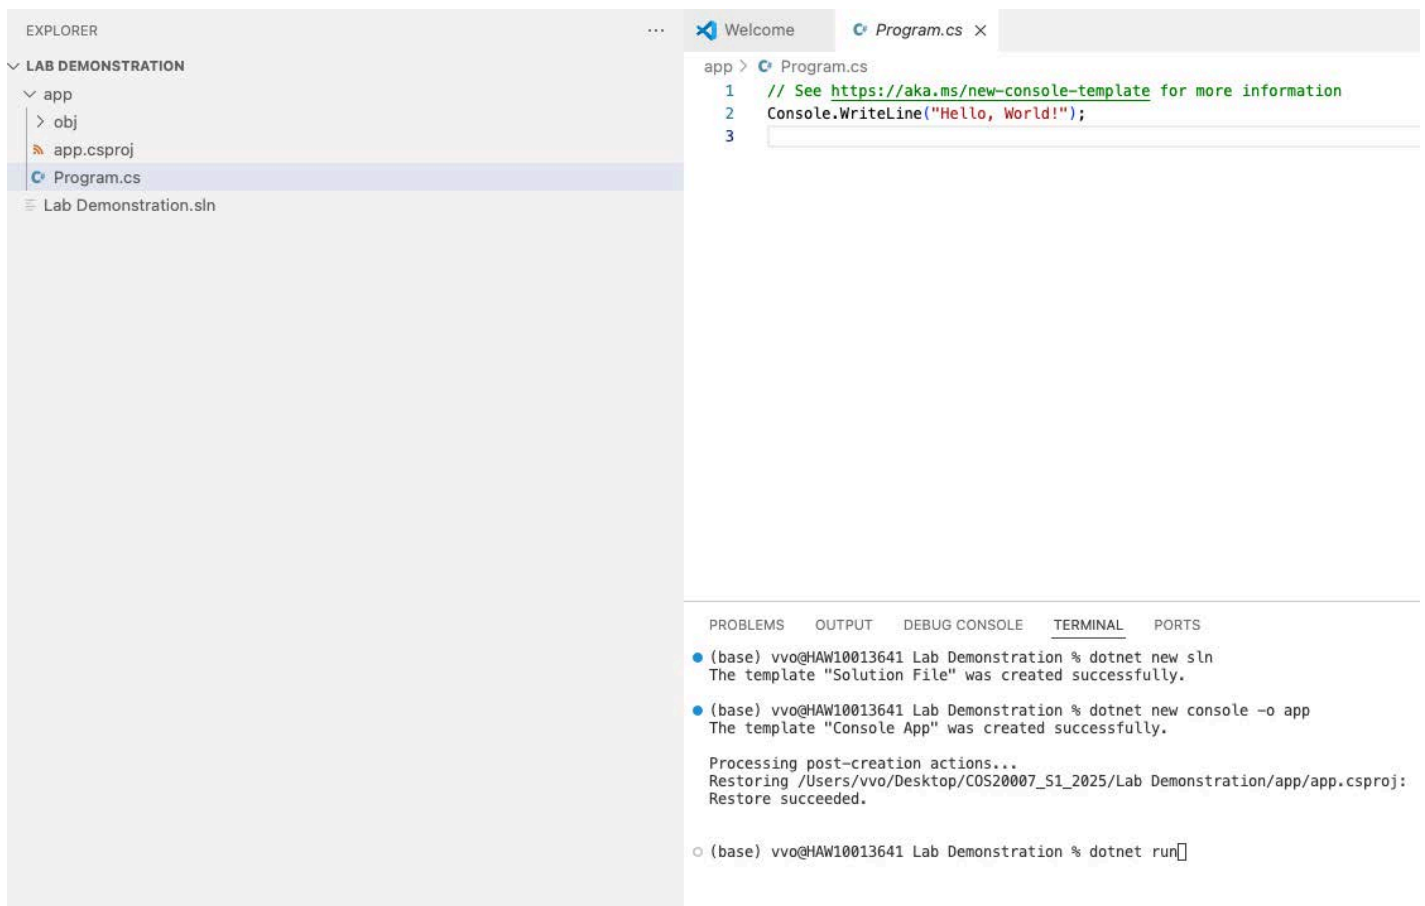 EXPLORER
LAB DEMONSTRATION
app
obj
app.csproj
Program.cs
Lab Demonstration.sln
Welcome
Program.cs
app > Program.cs
1 // See https://aka.ms/new-console-template for more information
2 Console.WriteLine("Hello, World!");
3
PROBLEMS OUTPUT DEBUG CONSOLE TERMINAL PORTS
(base) vvo@HAW10013641 Lab Demonstration % dotnet new sln
The template "Solution File" was created successfully.
(base) vvo@HAW10013641 Lab Demonstration % dotnet new console -o app
The template "Console App" was created successfully.
Processing post-creation actions...
Restoring /Users/vvo/Desktop/COS20007_S1_2025/Lab Demonstration/app/app.csproj:
Restore succeeded.
(base) vvo@HAW10013641 Lab Demonstration % dotnet run